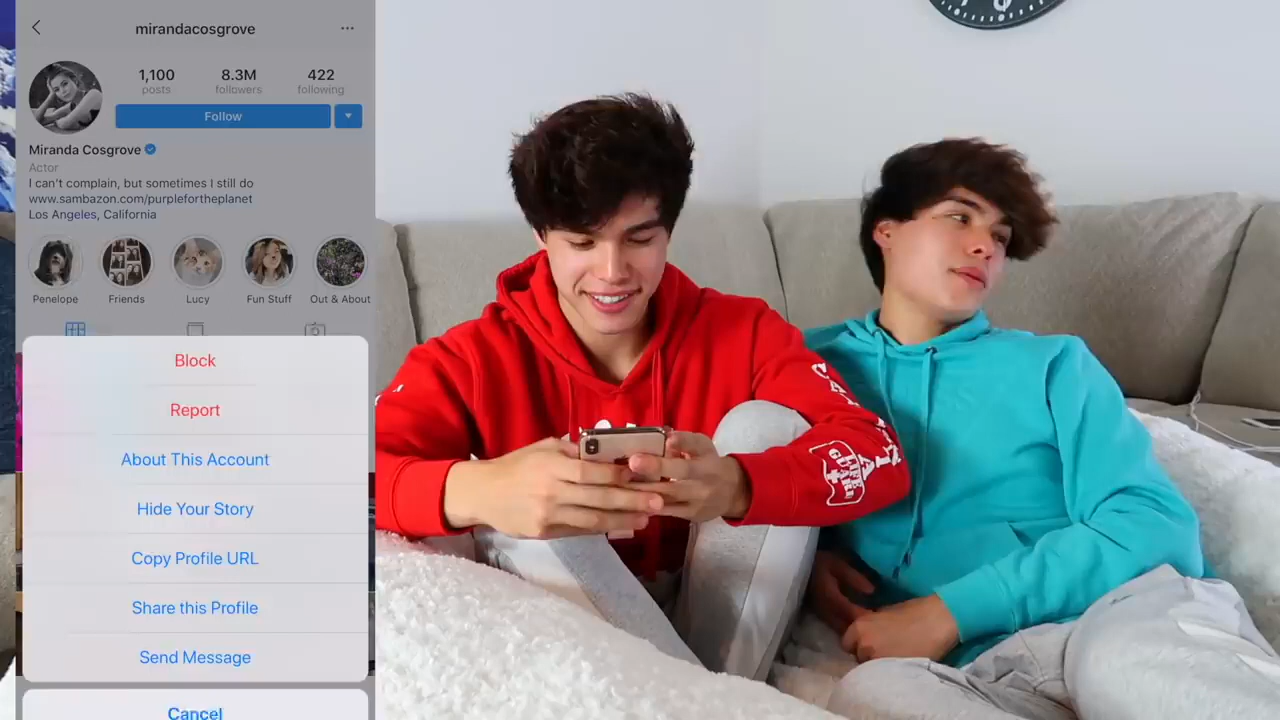 mirandacosgrove
1,100
8.3M
422
posts
followers
following
Follow
Miranda Cosgrove
Actor
I can't complain, but sometimes I still do
www.sambazon.com/purplefortheplanet
Los Angeles, California
Penelope
Friends
Lucy
Fun Stuff
Out & About
Block
Report
About This Account
Hide Your Story
Copy Profile URL
Share this Profile
Send Message
Cancel
GUARD